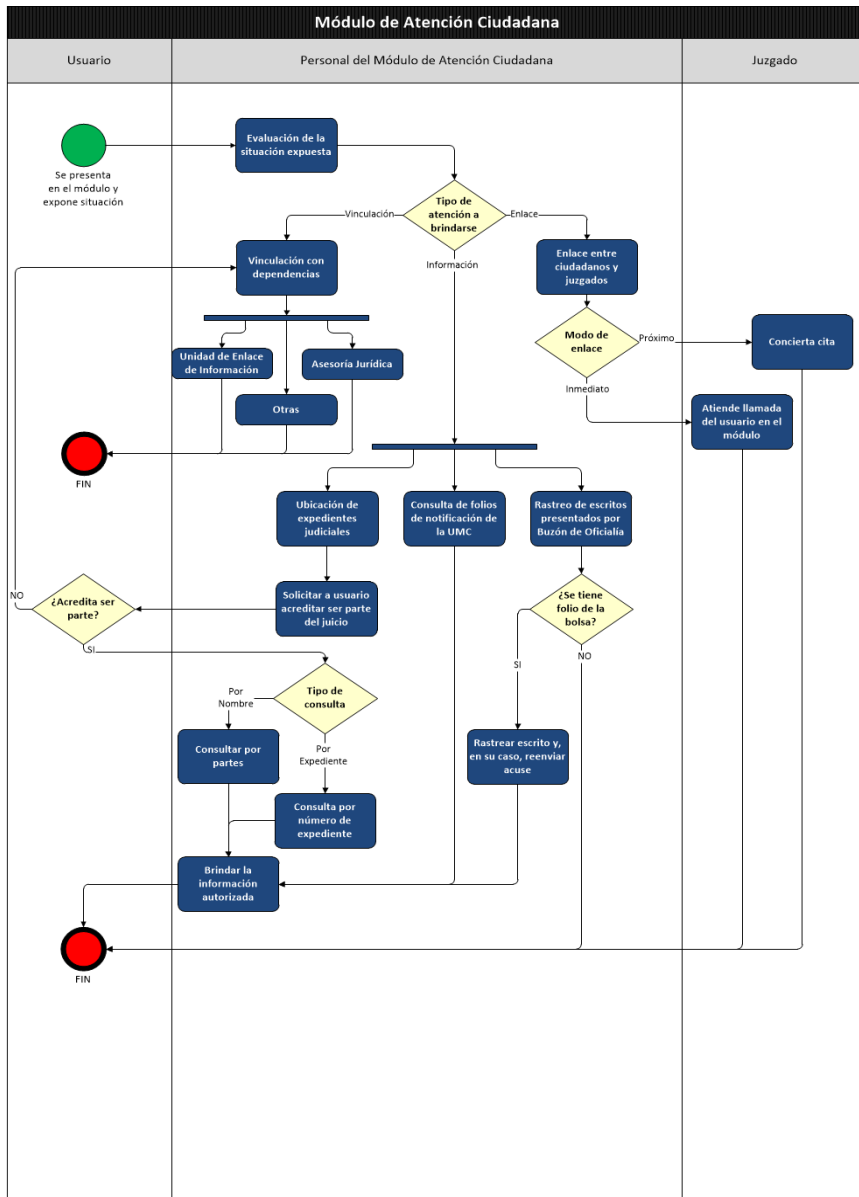 Módulo de Atención Ciudadana
Usuario
Personal del Módulo de Atención Ciudadana
Juzgado
Se presenta
en el módulo y
expone situación
Evaluación de la
situación expuesta
Tipo de
atención a
brindarse
Vinculación
Enlace
Información
Vinculación con
dependencias
Enlace entre
ciudadanos y
juzgados
Modo de
enlace
Próximo
Inmediato
Concierta cita
Atiende llamada
del usuario en el
módulo
Unidad de Enlace
de Información
Asesoría Jurídica
Otras
FIN
Ubicación de
expedientes
judiciales
Consulta de folios
de notificación de
la UMC
Rastreo de escritos
presentados por
Buzón de Oficialía
Solicitar a usuario
acreditar ser parte
del juicio
¿Acredita ser
parte?
NO
SI
¿Se tiene
folio de la
bolsa?
SI
NO
Tipo de
consulta
Por
Nombre
Por
Expediente
Consultar por
partes
Consulta por
número de
expediente
Rastrear escrito y,
en su caso, reenviar
acuse
Brindar la
información
autorizada
FIN